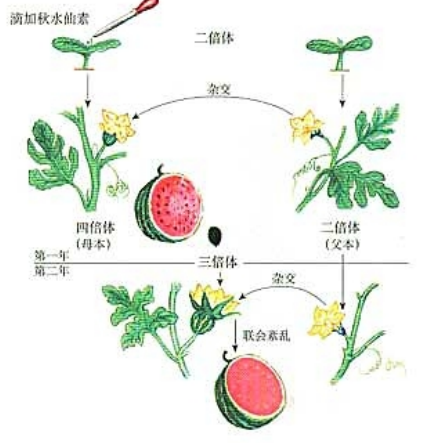 滴加秋水仙素
二倍体
杂交
四倍体
(母本)
二倍体
(父本)
第一年
第二年
三倍体
杂交
联会紊乱